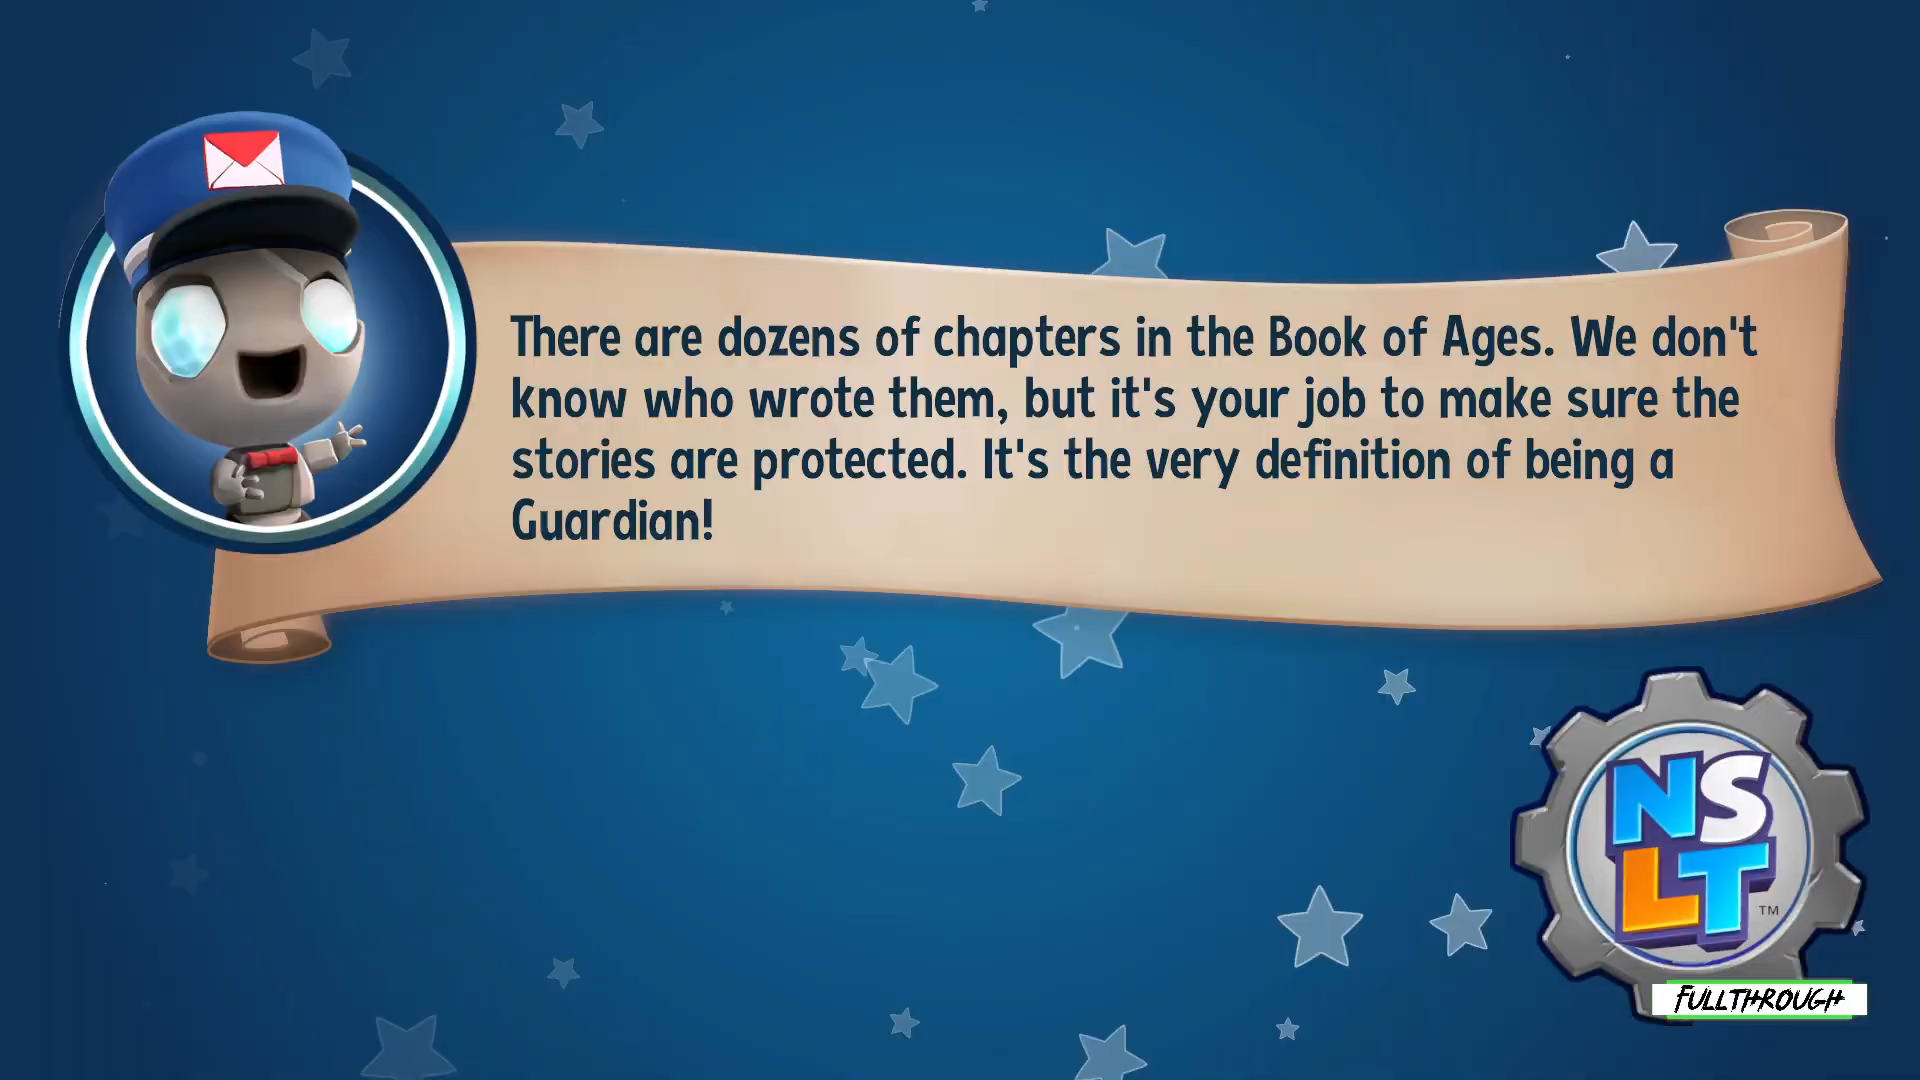 There are dozens of chapters in the Book of Ages. We don't
know who wrote them, but it's your job to make sure the
stories are protected. It's the very definition of being a
Guardian!
NS
LT
TM
FULLTHROUGH